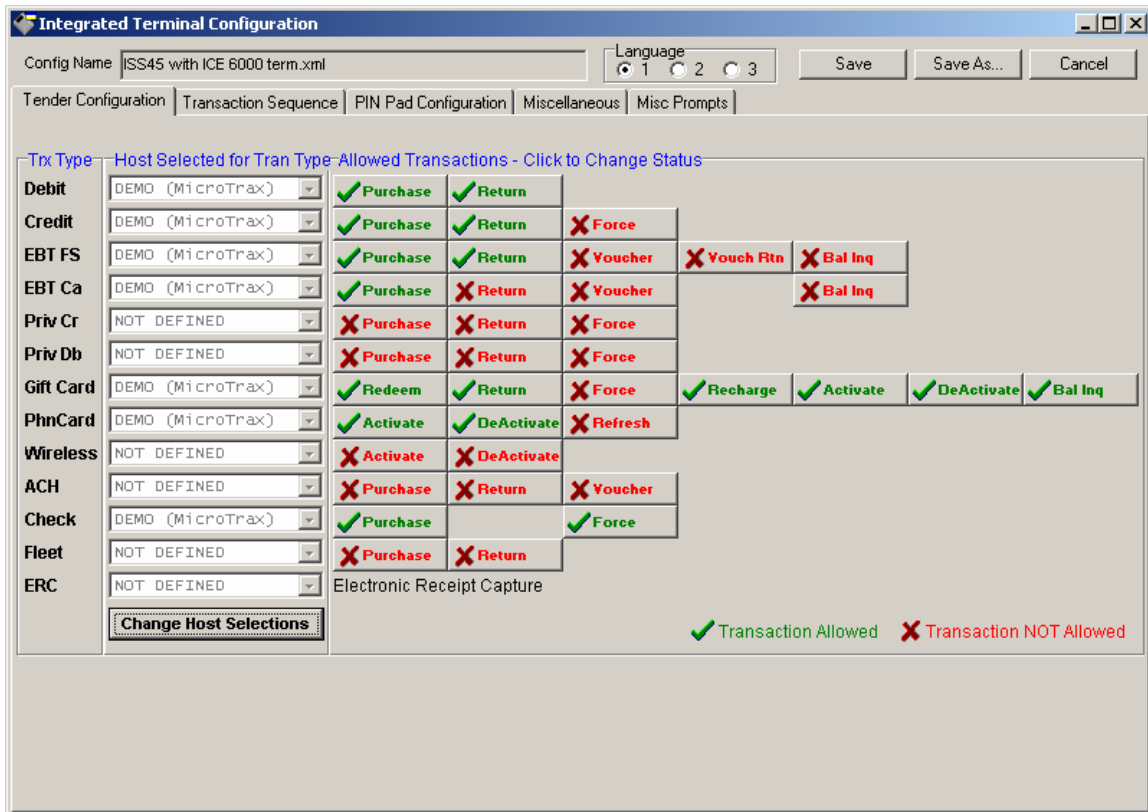 Integrated Terminal Configuration
Config Name ISS45 with ICE 6000 term.xml Language 1 2 3 Save Save As... Cancel
Tender Configuration Transaction Sequence PIN Pad Configuration Miscellaneous Misc Prompts
Trx Type Host Selected for Tran Type Allowed Transactions - Click to Change Status
Debit DEMO (MicroTrax) Purchase Return
Credit DEMO (MicroTrax) Purchase Return Force
EBT FS DEMO (MicroTrax) Purchase Return Voucher Vouch Rtn Bal Inq
EBT Ca DEMO (MicroTrax) Purchase Return Voucher Bal Inq
Priv Cr NOT DEFINED Purchase Return Force
Priv Db NOT DEFINED Purchase Return Force
Gift Card DEMO (MicroTrax) Redeem Return Force Recharge Activate DeActivate Bal Inq
PhnCard DEMO (MicroTrax) Activate DeActivate Refresh
Wireless NOT DEFINED Activate DeActivate
ACH NOT DEFINED Purchase Return Voucher
Check DEMO (MicroTrax) Purchase Force
Fleet NOT DEFINED Purchase Return
ERC NOT DEFINED Electronic Receipt Capture
Change Host Selections Transaction Allowed Transaction NOT Allowed